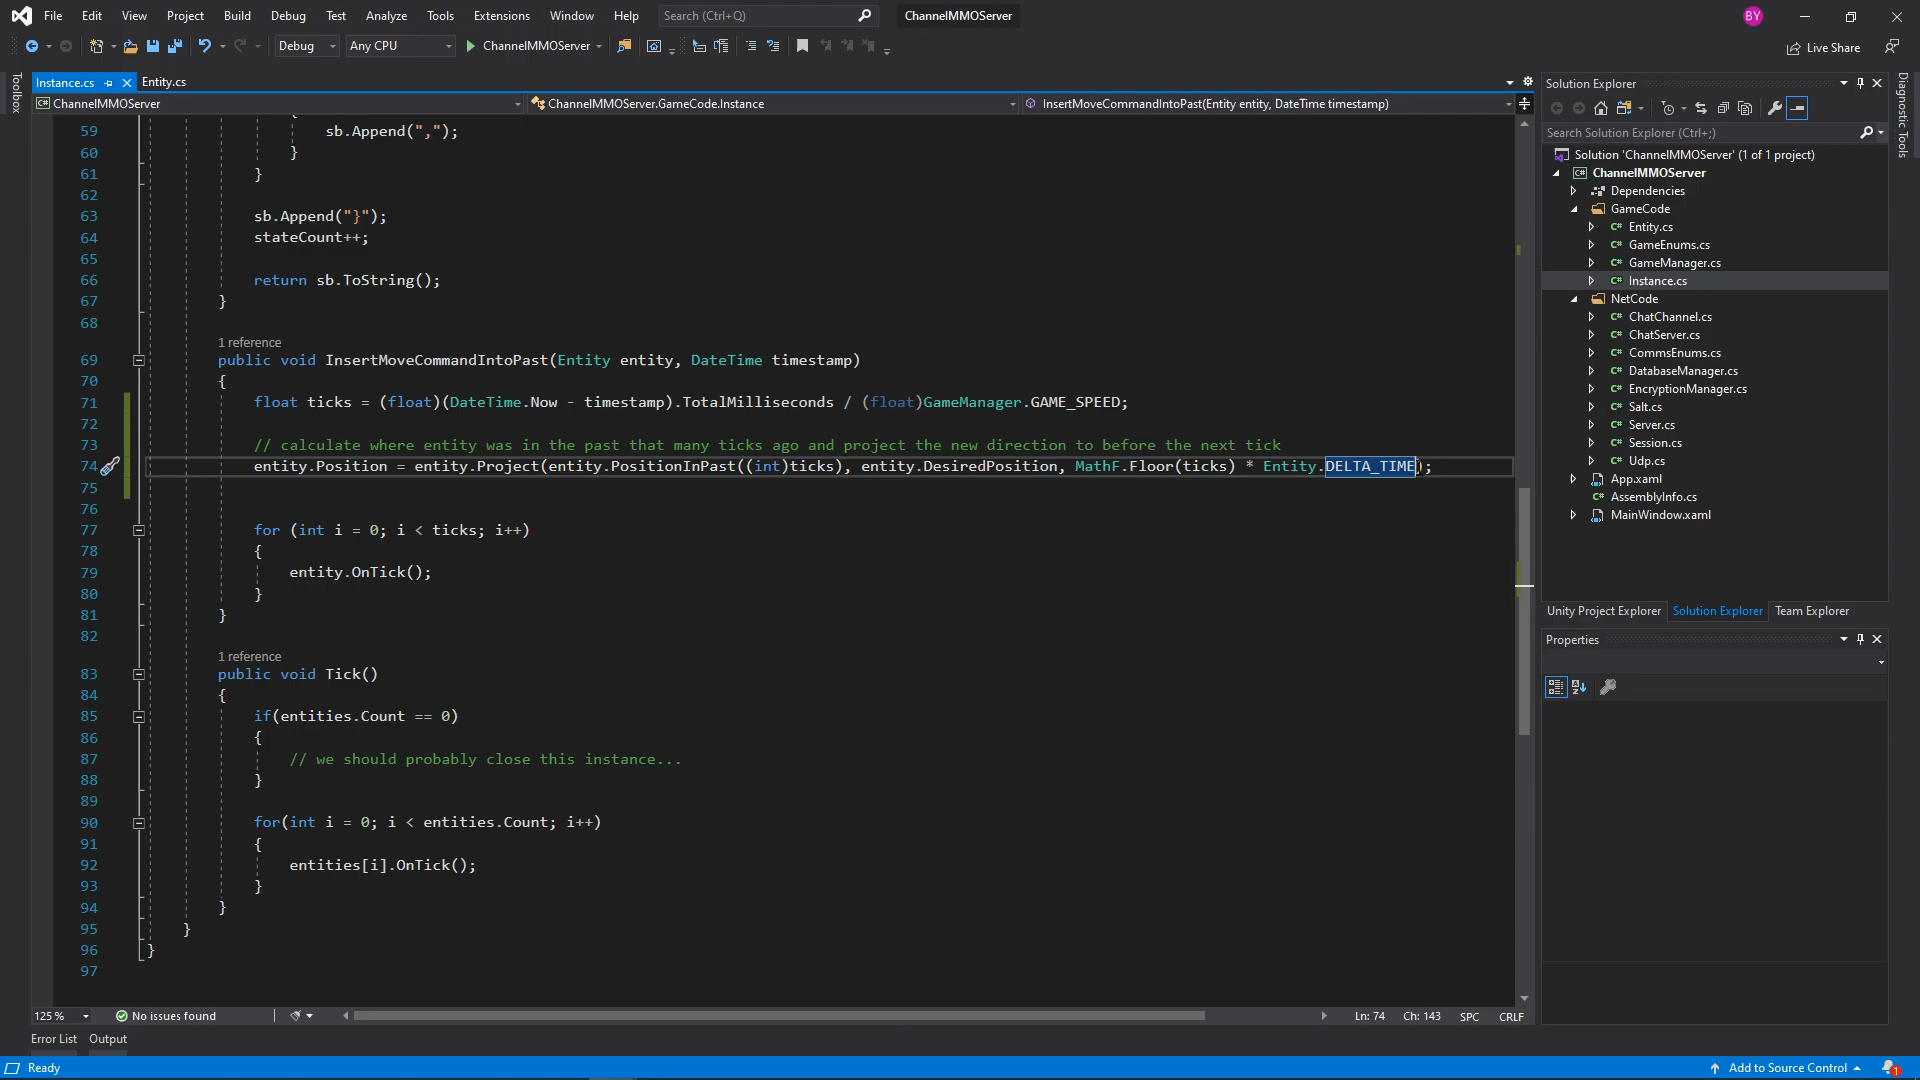 File Edit View Project Build Debug Test Analyze Tools Extensions Window Help Search (Ctrl+Q) ChannelMMOServer BY
Debug Any CPU ChannelMMOServer Live Share
Toolbox
Instance.cs Entity.cs
ChannelMMOServer ChannelMMOServer.GameCode.Instance InsertMoveCommandIntoPast(Entity entity, DateTime timestamp)
59 sb.Append(",");
60 }
61 }
62
63 sb.Append("}");
64 stateCount++;
65
66 return sb.ToString();
67 }
68
1 reference
69 public void InsertMoveCommandIntoPast(Entity entity, DateTime timestamp)
70 {
71 float ticks = (float)(DateTime.Now - timestamp).TotalMilliseconds / (float)GameManager.GAME_SPEED;
72
73 // calculate where entity was in the past that many ticks ago and project the new direction to before the next tick
74 entity.Position = entity.Project(entity.PositionInPast((int)ticks), entity.DesiredPosition, MathF.Floor(ticks) * Entity.DELTA_TIME);
75
76
77 for (int i = 0; i < ticks; i++)
78 {
79 entity.OnTick();
80 }
81 }
82
1 reference
83 public void Tick()
84 {
85 if(entities.Count == 0)
86 {
87 // we should probably close this instance...
88 }
89
90 for(int i = 0; i < entities.Count; i++)
91 {
92 entities[i].OnTick();
93 }
94 }
95 }
96 }
97
125 % No issues found Ln: 74 Ch: 143 SPC CRLF
Error List Output
Ready Add to Source Control 1
Solution Explorer
Search Solution Explorer (Ctrl+;)
Solution 'ChannelMMOServer' (1 of 1 project)
C# ChannelMMOServer
Dependencies
GameCode
C# Entity.cs
C# GameEnums.cs
C# GameManager.cs
C# Instance.cs
NetCode
C# ChatChannel.cs
C# ChatServer.cs
C# CommsEnums.cs
C# DatabaseManager.cs
C# EncryptionManager.cs
C# Salt.cs
C# Server.cs
C# Session.cs
C# Udp.cs
App.xaml
C# AssemblyInfo.cs
MainWindow.xaml
Unity Project Explorer Solution Explorer Team Explorer
Properties
Diagnostic Tools